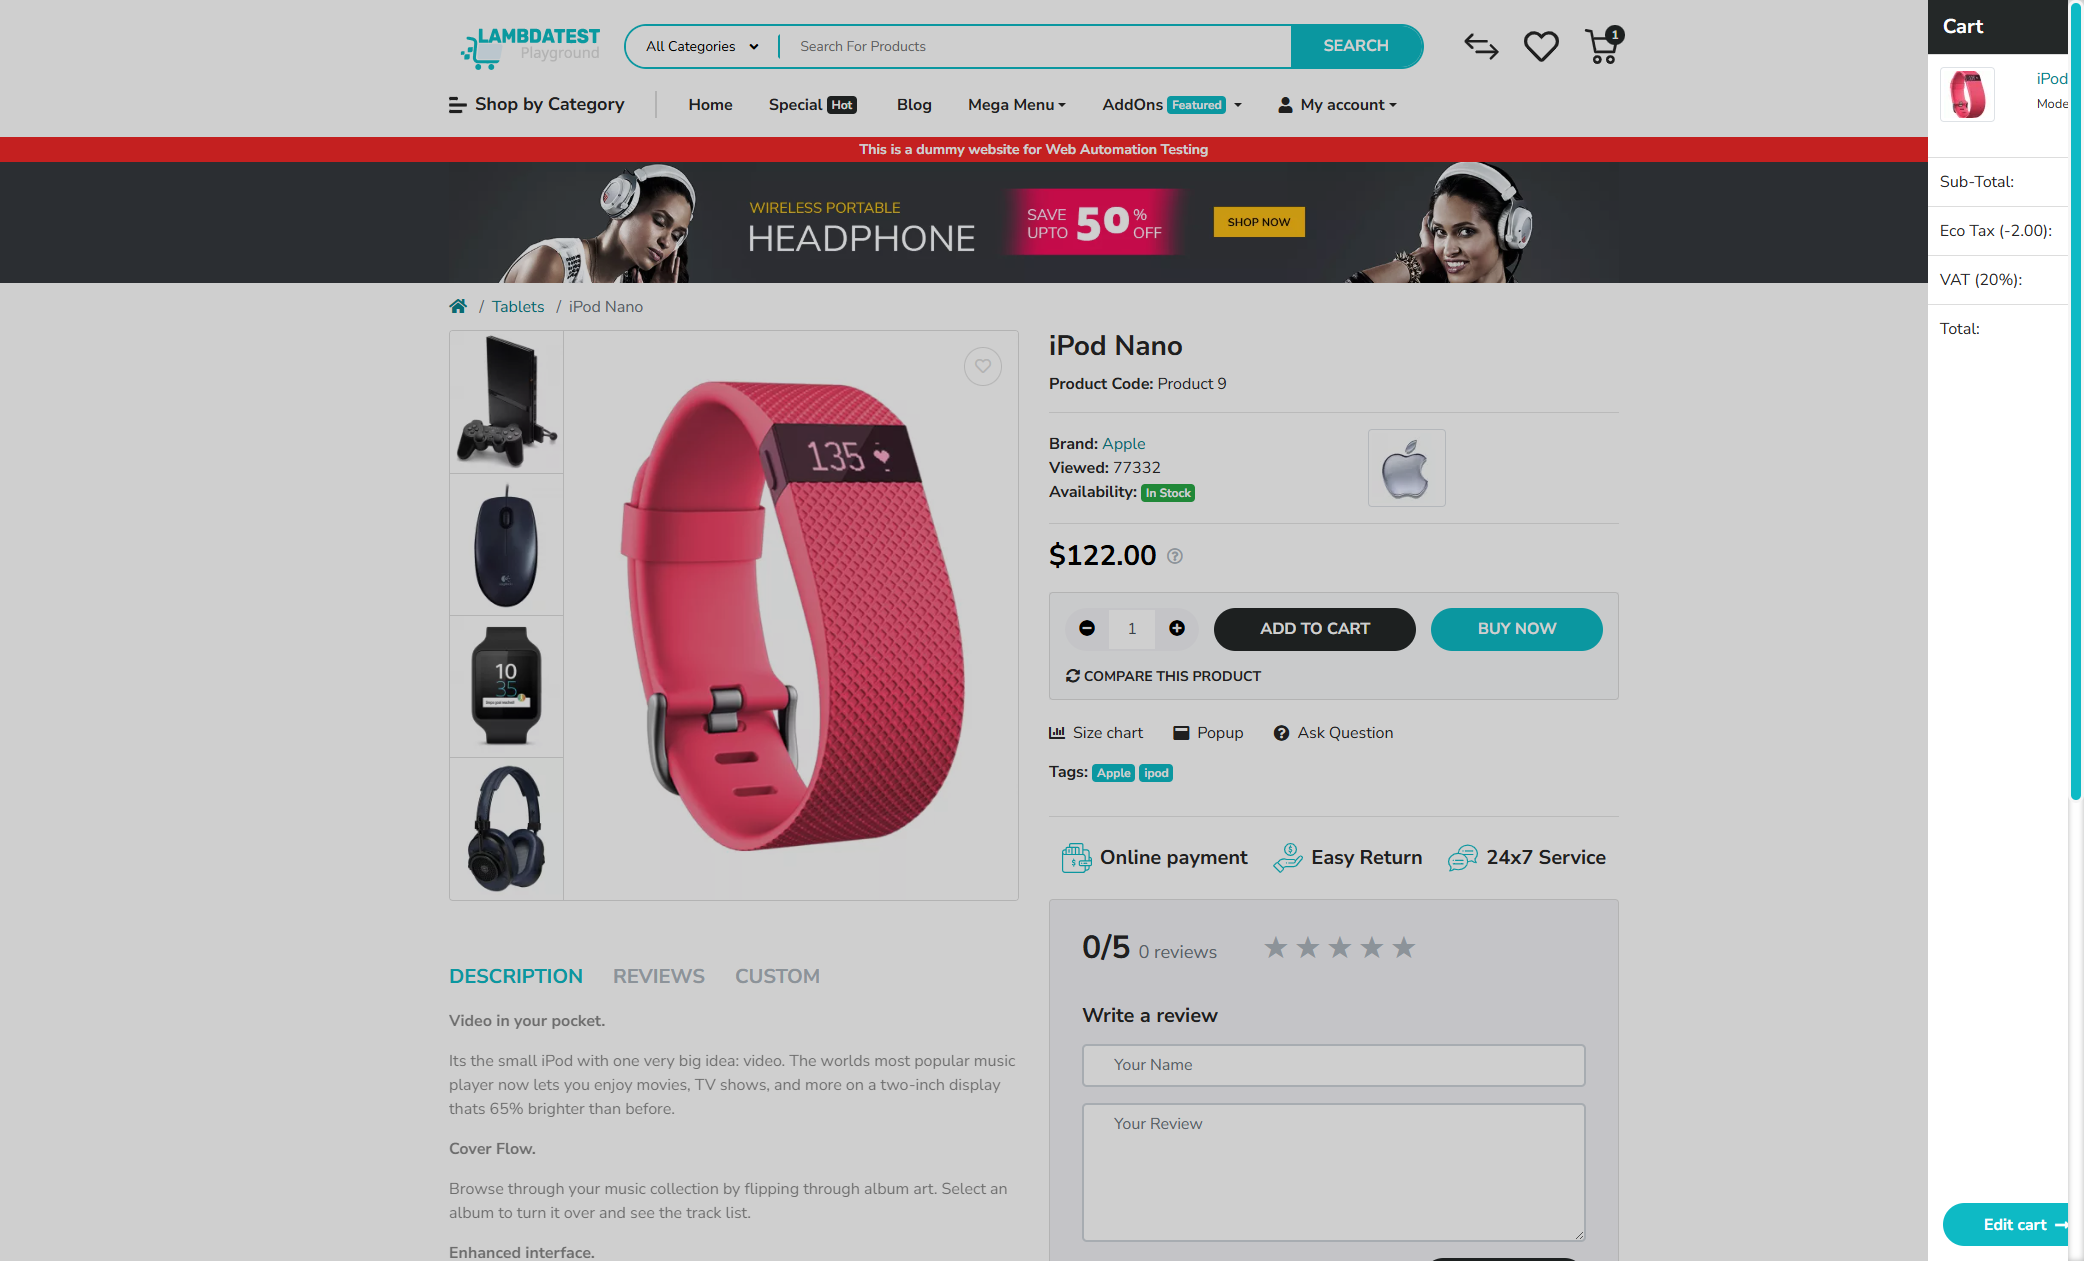 LAMBDATEST
Playground
All Categories
Search For Products
SEARCH
1
Shop by Category
Home
Special Hot
Blog
Mega Menu
AddOns Featured
My account
This is a dummy website for Web Automation Testing
WIRELESS PORTABLE
HEADPHONE
SAVE UPTO 50% OFF
SHOP NOW
/ Tablets / iPod Nano
135
10
35
iPod Nano
Product Code: Product 9
Brand: Apple
Viewed: 77332
Availability: In Stock
$122.00
1
ADD TO CART
BUY NOW
COMPARE THIS PRODUCT
Size chart
Popup
Ask Question
Tags: Apple ipod
Online payment
Easy Return
24x7 Service
0/5 0 reviews
Write a review
Your Name
Your Review
DESCRIPTION
REVIEWS
CUSTOM
Video in your pocket.
Its the small iPod with one very big idea: video. The worlds most popular music
player now lets you enjoy movies, TV shows, and more on a two-inch display
thats 65% brighter than before.
Cover Flow.
Browse through your music collection by flipping through album art. Select an
album to turn it over and see the track list.
Enhanced interface.
Cart
iPod
Mode
Sub-Total:
Eco Tax (-2.00):
VAT (20%):
Total:
Edit cart